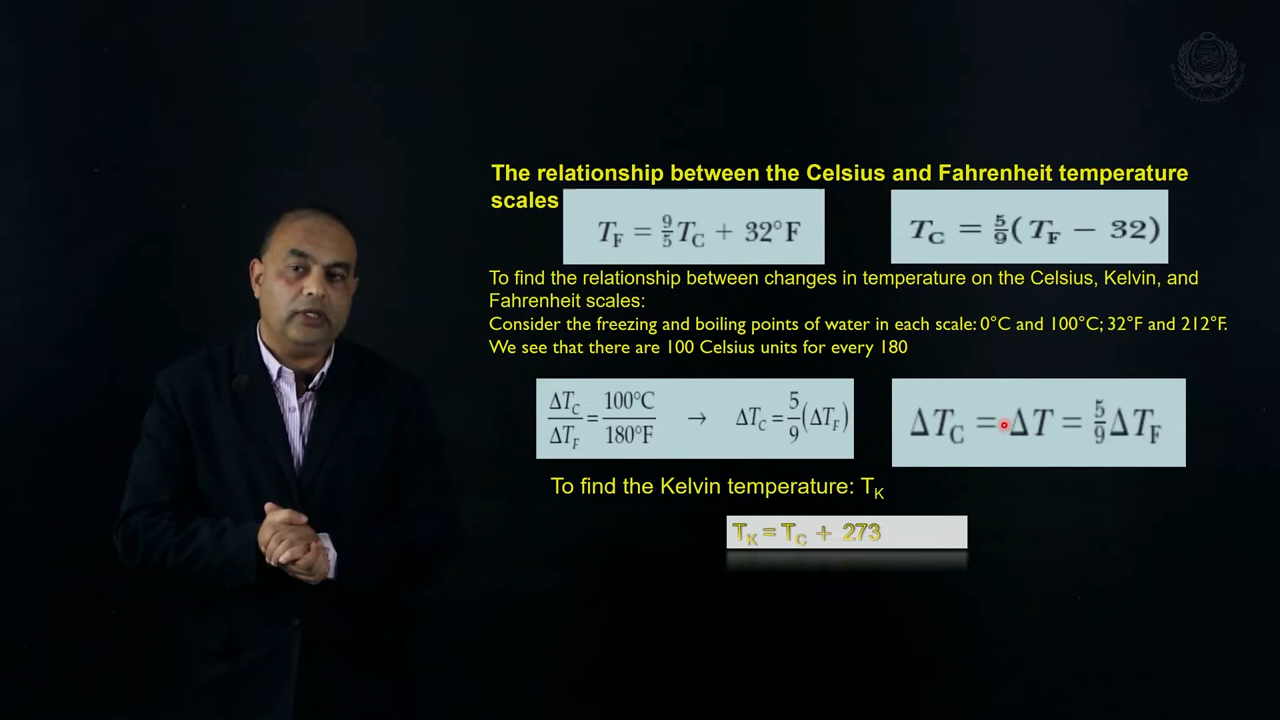 The relationship between the Celsius and Fahrenheit temperature
scales
T_F = 9/5 T_C + 32°F
T_C = 5/9 ( T_F − 32)
To find the relationship between changes in temperature on the Celsius, Kelvin, and
Fahrenheit scales:
Consider the freezing and boiling points of water in each scale: 0°C and 100°C; 32°F and 212°F.
We see that there are 100 Celsius units for every 180
ΔT_C/ΔT_F = 100°C/180°F → ΔT_C = 5/9 (ΔT_F)
ΔT_C = ΔT = 5/9 ΔT_F
To find the Kelvin temperature: T_K
T_K = T_C + 273